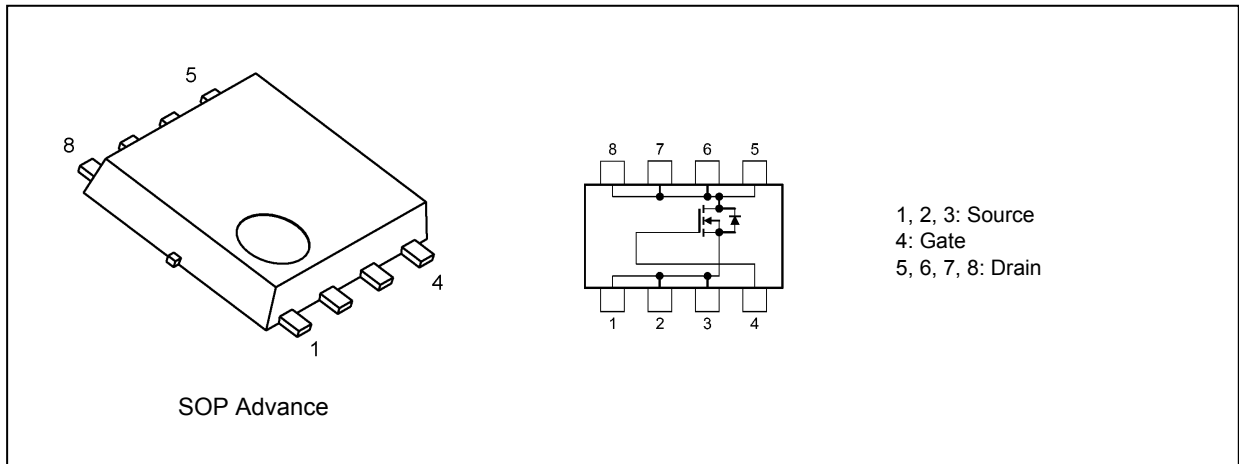 5
8
4
1
SOP Advance
8 7 6 5
1 2 3 4
1, 2, 3: Source
4: Gate
5, 6, 7, 8: Drain